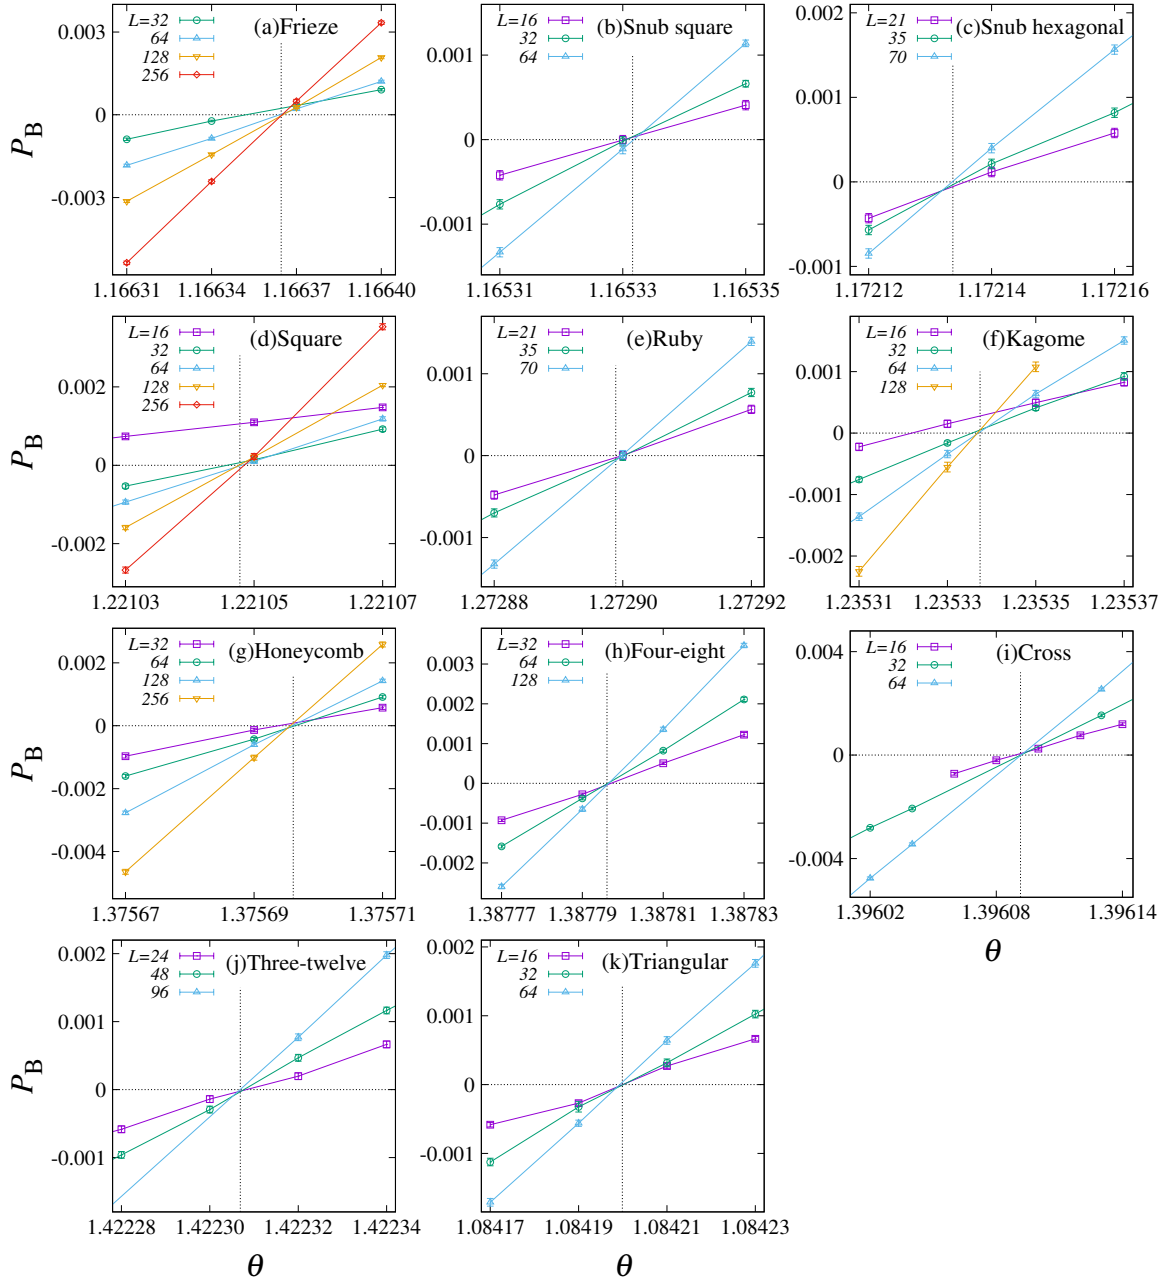 (a)Frieze
L=32
64
128
256
0.003
0
-0.003
P_B
1.16631 1.16634 1.16637 1.16640
(b)Snub square
L=16
32
64
0.001
0
-0.001
1.16531 1.16533 1.16535
(c)Snub hexagonal
L=21
35
70
0.002
0.001
0
-0.001
1.17212 1.17214 1.17216
(d)Square
L=16
32
64
128
256
0.002
0
-0.002
P_B
1.22103 1.22105 1.22107
(e)Ruby
L=21
35
70
0.001
0
-0.001
1.27288 1.27290 1.27292
(f)Kagome
L=16
32
64
128
0.001
0
-0.001
-0.002
1.23531 1.23533 1.23535 1.23537
(g)Honeycomb
L=32
64
128
256
0.002
0
-0.002
-0.004
P_B
1.37567 1.37569 1.37571
(h)Four-eight
L=32
64
128
0.003
0.002
0.001
0
-0.001
-0.002
1.38777 1.38779 1.38781 1.38783
(i)Cross
L=16
32
64
0.004
0
-0.004
1.39602 1.39608 1.39614
θ
(j)Three-twelve
L=24
48
96
0.002
0.001
0
-0.001
P_B
1.42228 1.42230 1.42232 1.42234
θ
(k)Triangular
L=16
32
64
0.002
0.001
0
-0.001
1.08417 1.08419 1.08421 1.08423
θ